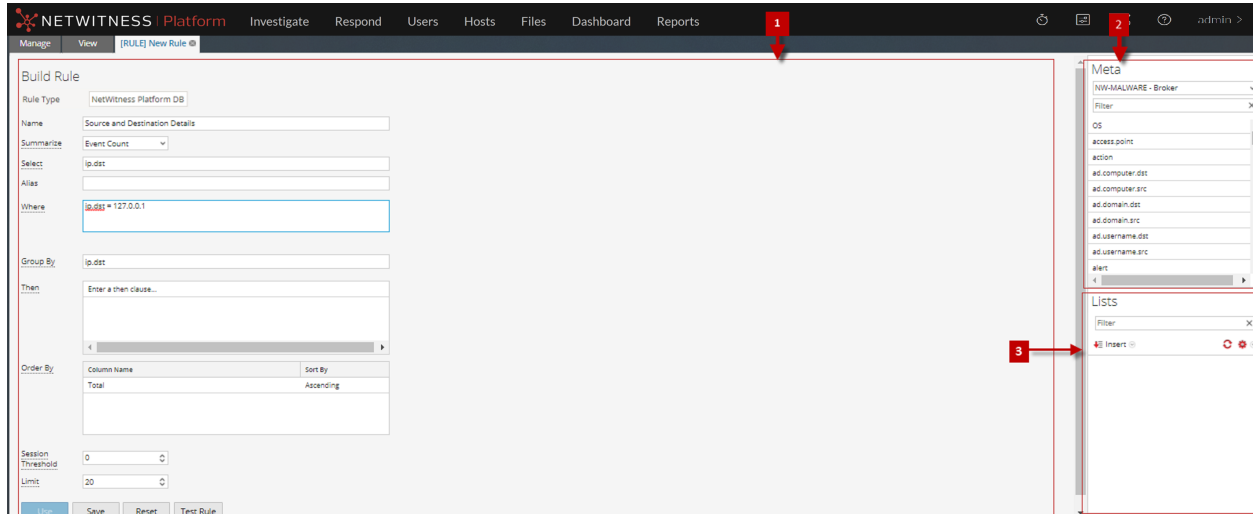 NETWITNESS | Platform Investigate Respond Users Hosts Files Dashboard Reports admin >
Manage View [RULE] New Rule
1
2
Build Rule
Rule Type NetWitness Platform DB
Name Source and Destination Details
Summarize Event Count
Select ip.dst
Alias
Where ip.dst = 127.0.0.1
Group By ip.dst
Then Enter a then clause...
Order By Column Name Sort By
Total Ascending
Session Threshold 0
Limit 20
Use Save Reset Test Rule
Meta
NW-MALWARE - Broker
Filter
OS
access.point
action
ad.computer.dst
ad.computer.src
ad.domain.dst
ad.domain.src
ad.username.dst
ad.username.src
alert
Lists
Filter
3
Insert